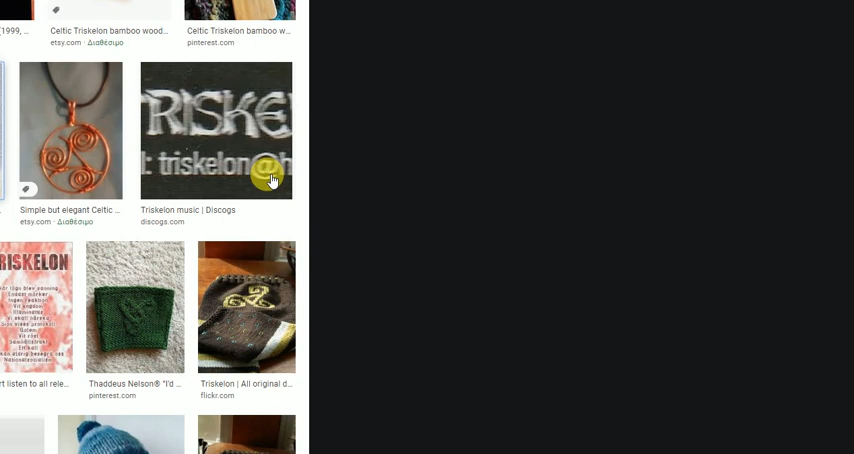 (1999, ...
Celtic Triskelon bamboo wood...
etsy.com · Διαθέσιμο
Celtic Triskelon bamboo w...
pinterest.com
TRISKE
l: triskelon@h
Simple but elegant Celtic ...
etsy.com · Διαθέσιμο
Triskelon music | Discogs
discogs.com
RISKELON
rt listen to all rele...
Thaddeus Nelson® "I'd ...
pinterest.com
Triskelon | All original d...
flickr.com